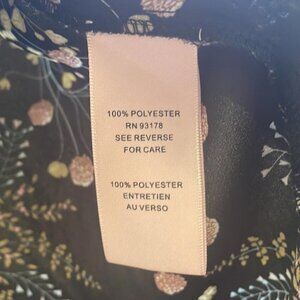 100% POLYESTER
RN 93178
SEE REVERSE
FOR CARE
100% POLYESTER
ENTRETIEN
AU VERSO